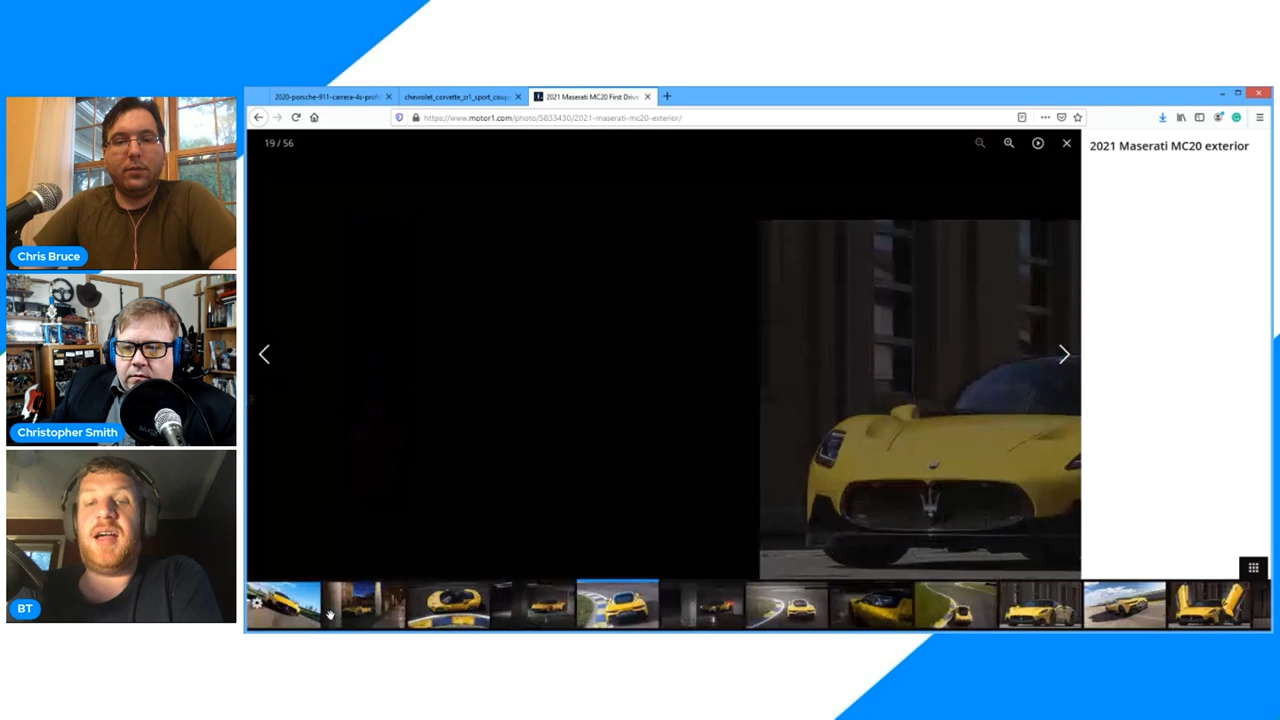 Chris Bruce
Christopher Smith
BT
2020-porsche-911-carrera-4s-profi
chevrolet_corvette_zr1_sport_coup
2021 Maserati MC20 First Drive
https://www.motor1.com/photo/5833430/2021-maserati-mc20-exterior/
19 / 56
2021 Maserati MC20 exterior